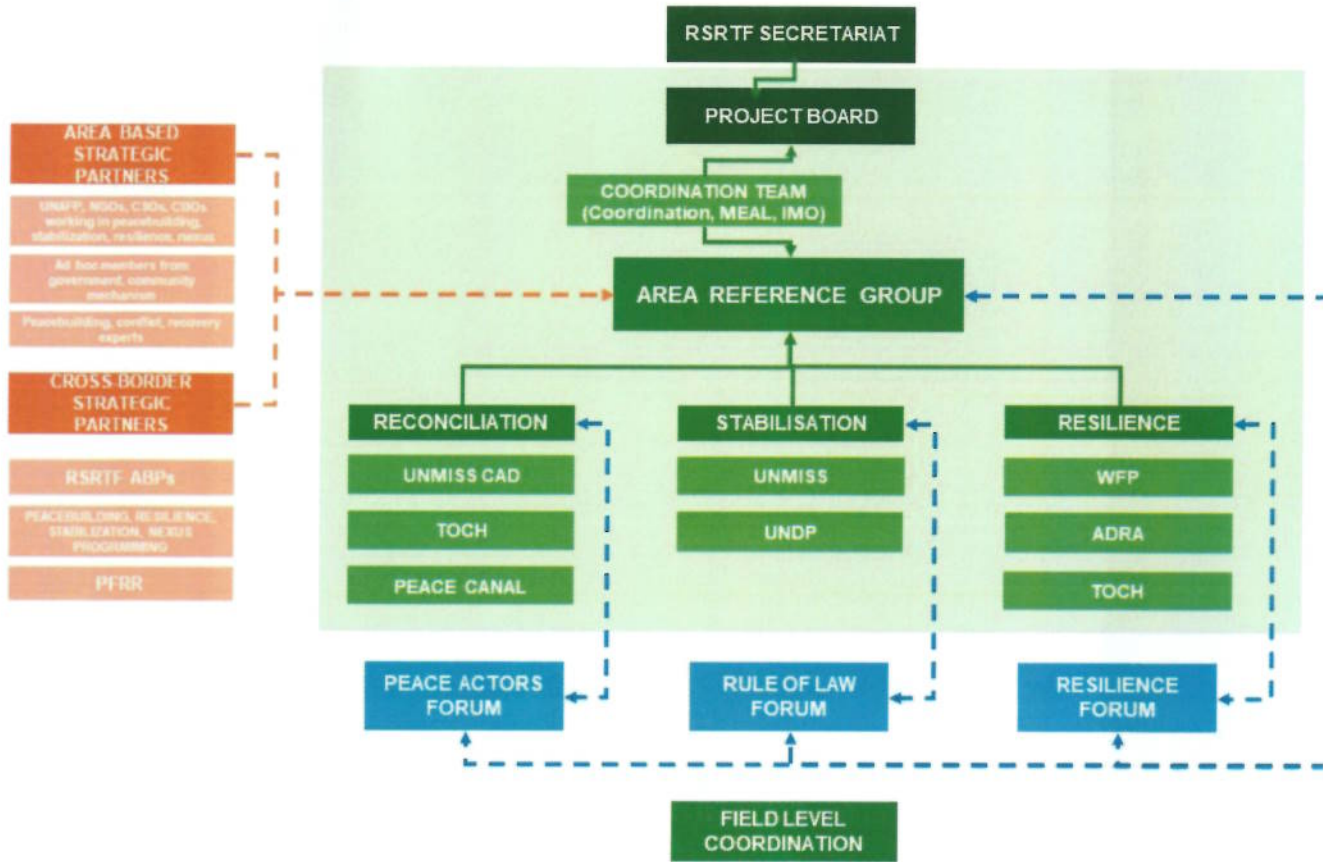 RSRTF SECRETARIAT
PROJECT BOARD
COORDINATION TEAM
(Coordination, MEAL, IMO)
AREA REFERENCE GROUP
AREA BASED
STRATEGIC
PARTNERS
UNAFP, NGOs, CSOs, CBOs
working in peacebuilding,
stabilization, resilience, nexus
Ad hoc members from
government, community
mechanism
Peacebuilding, conflict, recovery
experts
CROSS BORDER
STRATEGIC
PARTNERS
RSRTF ABPs
PEACEBUILDING, RESILIENCE,
STABILIZATION, NEXUS
PROGRAMMING
PFRR
RECONCILIATION
UNMISS CAD
TOCH
PEACE CANAL
STABILISATION
UNMISS
UNDP
RESILIENCE
WFP
ADRA
TOCH
PEACE ACTORS
FORUM
RULE OF LAW
FORUM
RESILIENCE
FORUM
FIELD LEVEL
COORDINATION